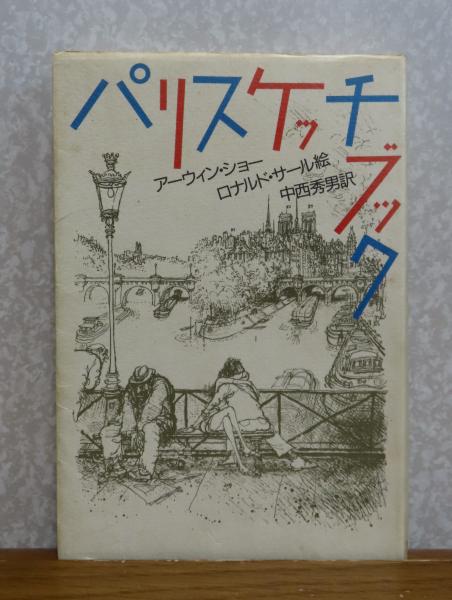 パリスケッチブック
アーウィン・ショー
ロナルド・サール絵
中西秀男訳